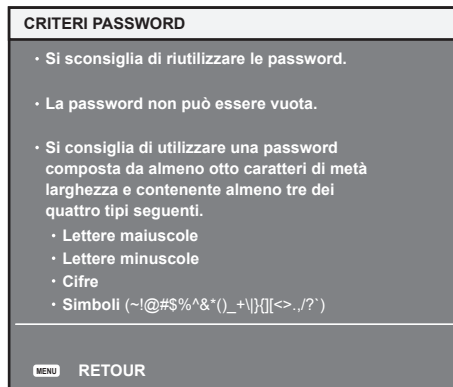 CRITERI PASSWORD
• Si sconsiglia di riutilizzare le password.
• La password non può essere vuota.
• Si consiglia di utilizzare una password
composta da almeno otto caratteri di metà
larghezza e contenente almeno tre dei
quattro tipi seguenti.
• Lettere maiuscole
• Lettere minuscole
• Cifre
• Simboli (~!@#$%^&*()_+\|}{][<>.,/?`)
MENU RETOUR